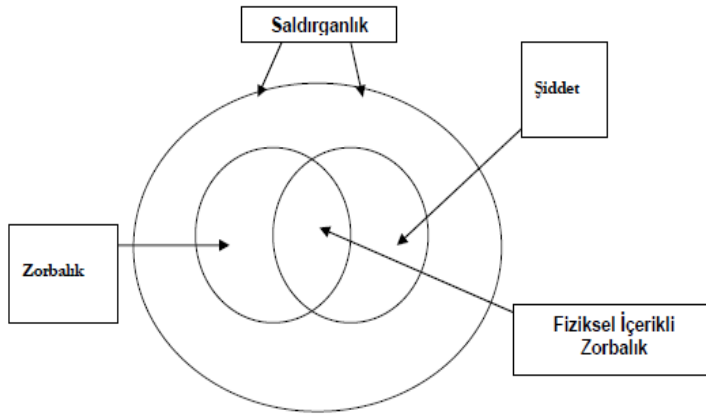 Saldırganlık
Şiddet
Zorbalık
Fiziksel İçerikli
Zorbalık